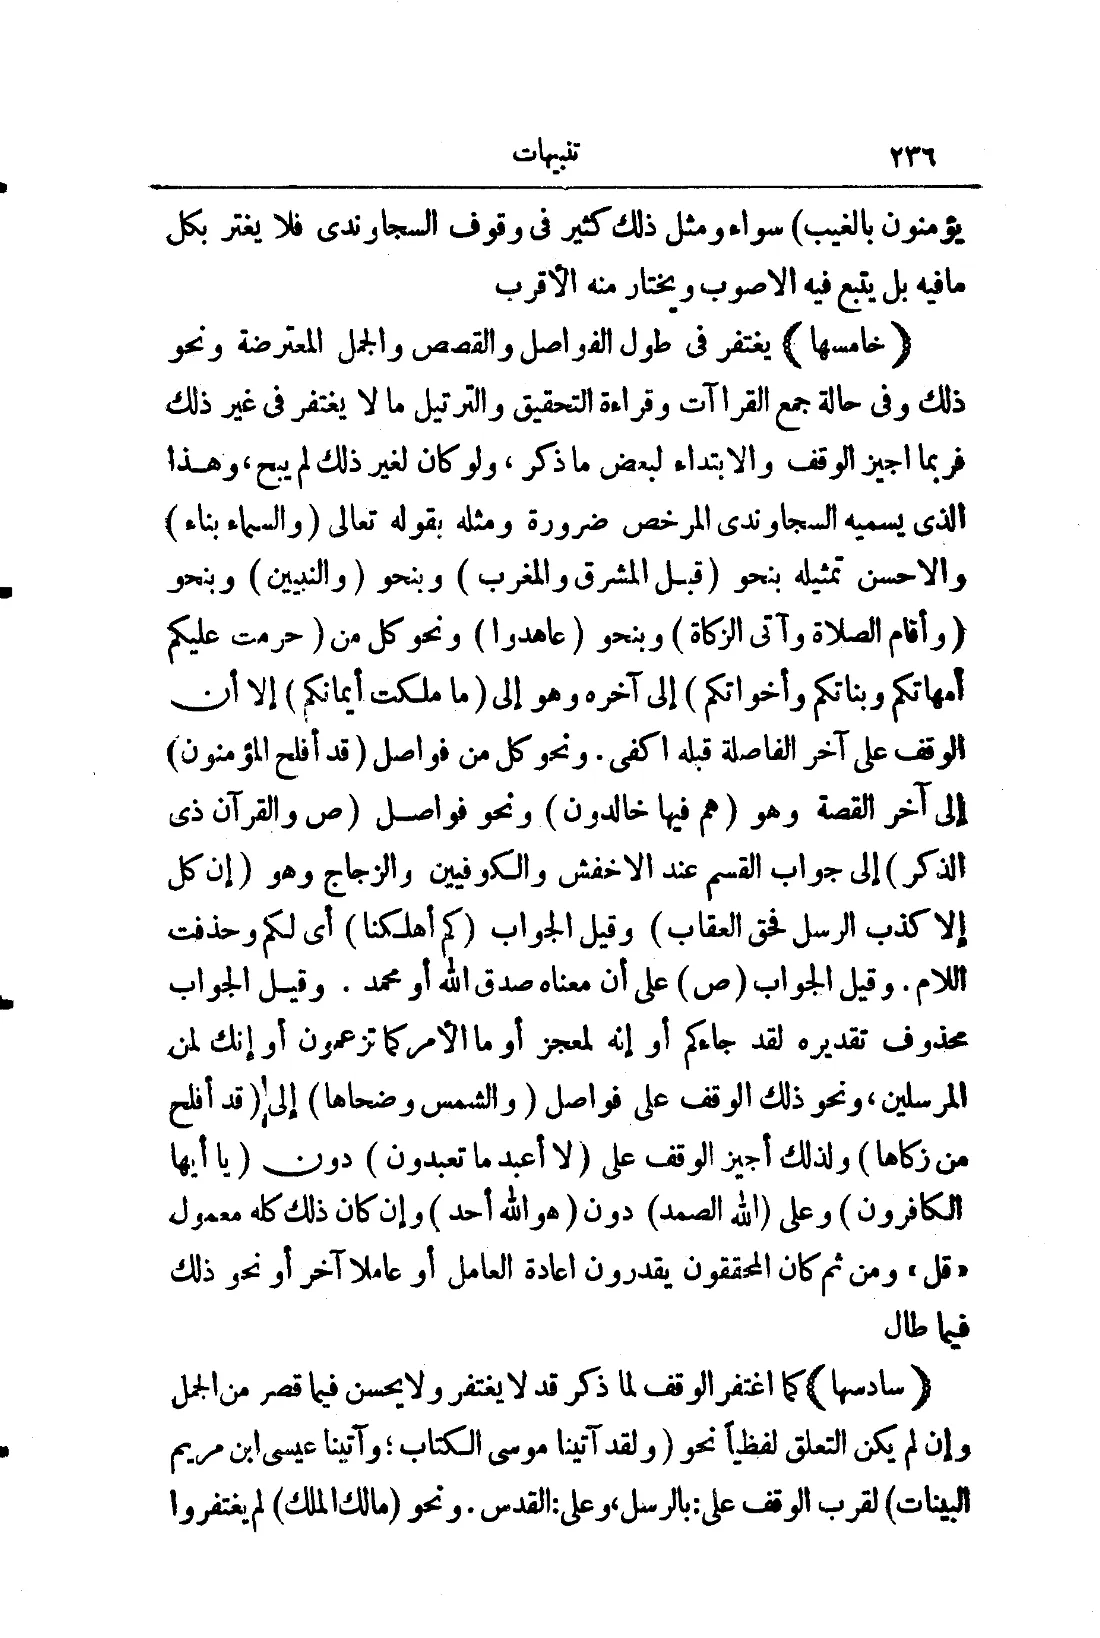 ٢٣٦ تنبيهات
يؤمنون بالغيب) سواء ومثل ذلك كثير فى وقوف السجاوندى فلا يغتر بكل
مافيه بل يتبع فيه الاصوب ويختار منه الأقرب
(خامسها) يغتفر فى طول الفواصل والقصص والجمل المعترضة ونحو
ذلك وفى حالة جمع القراآت وقراءة التحقيق والترتيل ما لا يغتفر فى غير ذلك
فربما اجيز الوقف والابتداء لبعض ما ذكر ، ولو كان لغير ذلك لم يبح، وهـذا
الذى يسميه السجاوندى المرخص ضرورة ومثله بقوله تعالى (والسماء بناء)
والاحسن تمثيله بنحو (قبـل المشرق والمغرب) وبنحو (والنبيين) وبنحو
(وأقام الصلاة وآتى الزكاة) وبنحو (عاهدوا) ونحو كل من (حرمت عليكم
أمهاتكم وبناتكم وأخواتكم) إلى آخره وهو إلى (ما ملكت أيمانكم) إلا أن
الوقف على آخر الفاصلة قبله اكفى . ونحو كل من فواصل (قد أفلح المؤمنون)
إلى آخر القصة وهو (هم فيها خالدون) ونحو فواصـل (ص والقرآن ذى
الذكر) إلى جواب القسم عند الاخفش والكوفيين والزجاج وهو (إن كل
إلا كذب الرسل فحق العقاب) وقيل الجواب (كم أهلكنا) أى لكم وحذفت
اللام . وقيل الجواب (ص) على أن معناه صدق الله أو محمد . وقيـل الجواب
محذوف تقديره لقد جاءكم أو إنه لمعجز أو ما الأمر كما تزعمون أو إنك لمن
المرسلين ، ونحو ذلك الوقف على فواصل (والشمس وضحاها) إلى (قد أفلح
من زكاها) ولذلك أجيز الوقف على (لا أعبد ما تعبدون) دون (يا أيها
الكافرون) وعلى (الله الصمد) دون (هو الله أحد) وإن كان ذلك كله معمول
«قل» ومن ثم كان المحققون يقدرون اعادة العامل أو عاملا آخر أو نحو ذلك
فيما طال
(سادسها) كما اغتفر الوقف لما ذكر قد لا يغتفر ولا يحسن فيما قصر من الجمل
وإن لم يكن التعلق لفظياً نحو (ولقد آتينا موسى الكتاب ؛ وآتينا عيسى ابن مريم
البينات) لقرب الوقف على : بالرسل ، وعلى : القدس . ونحو (مالك الملك) لم يغتفروا